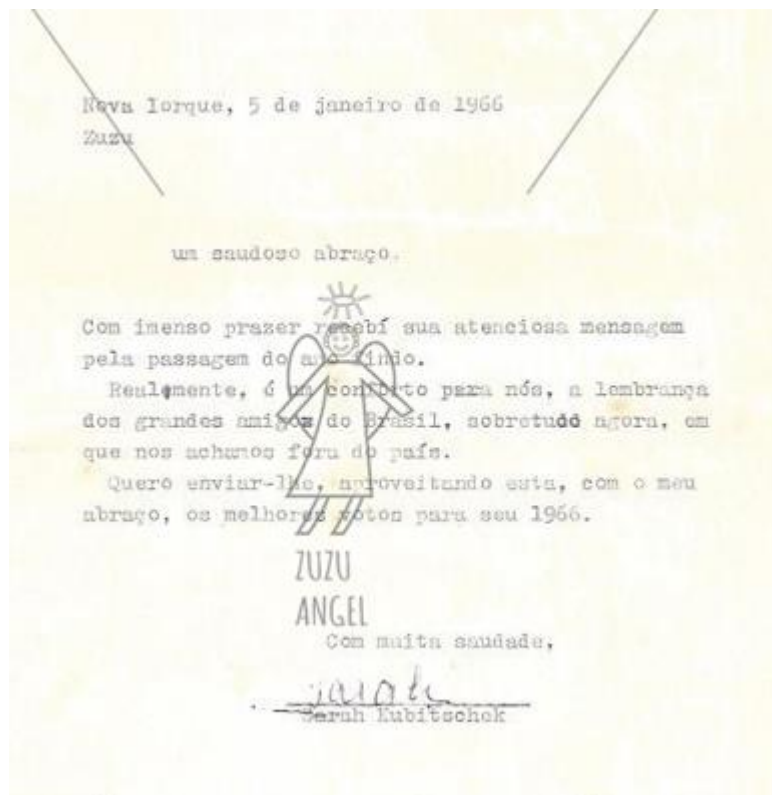 Nova Iorque, 5 de janeiro de 1966
Zuzu
um saudoso abraço.
Com imenso prazer recebí sua atenciosa mensagem
pela passagem do ano findo.
Realmente, é um conforto para nós, a lembrança
dos grandes amigos do Brasil, sobretudo agora, em
que nos achamos fora do país.
Quero enviar-lhe, aproveitando esta, com o meu
abraço, os melhores votos para seu 1966.
ZUZU
ANGEL
Com muita saudade,
Sarah
Sarah Kubitschek